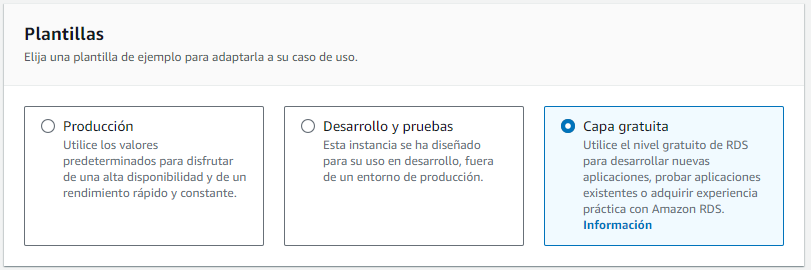 Plantillas
Elija una plantilla de ejemplo para adaptarla a su caso de uso.
Producción
Utilice los valores
predeterminados para disfrutar
de una alta disponibilidad y de un
rendimiento rápido y constante.
Desarrollo y pruebas
Esta instancia se ha diseñado
para su uso en desarrollo, fuera
de un entorno de producción.
Capa gratuita
Utilice el nivel gratuito de RDS
para desarrollar nuevas
aplicaciones, probar aplicaciones
existentes o adquirir experiencia
práctica con Amazon RDS.
Información